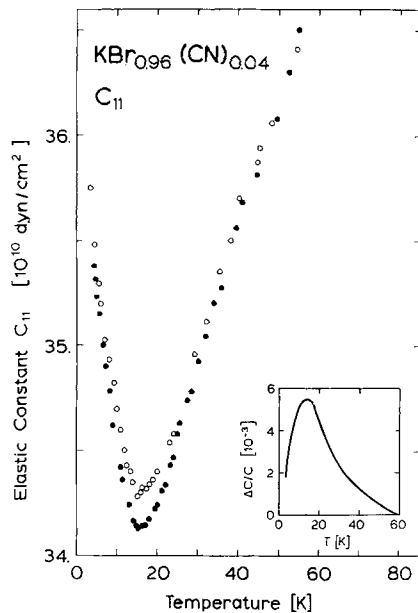 KBr0.96 (CN)0.04
C11
Elastic Constant C11 [10^10 dyn/cm^2]
36.
35.
34.
0 20 40 60 80
Temperature [K]
ΔC/C [10^-3]
6
4
2
0
0 20 40 60
T [K]